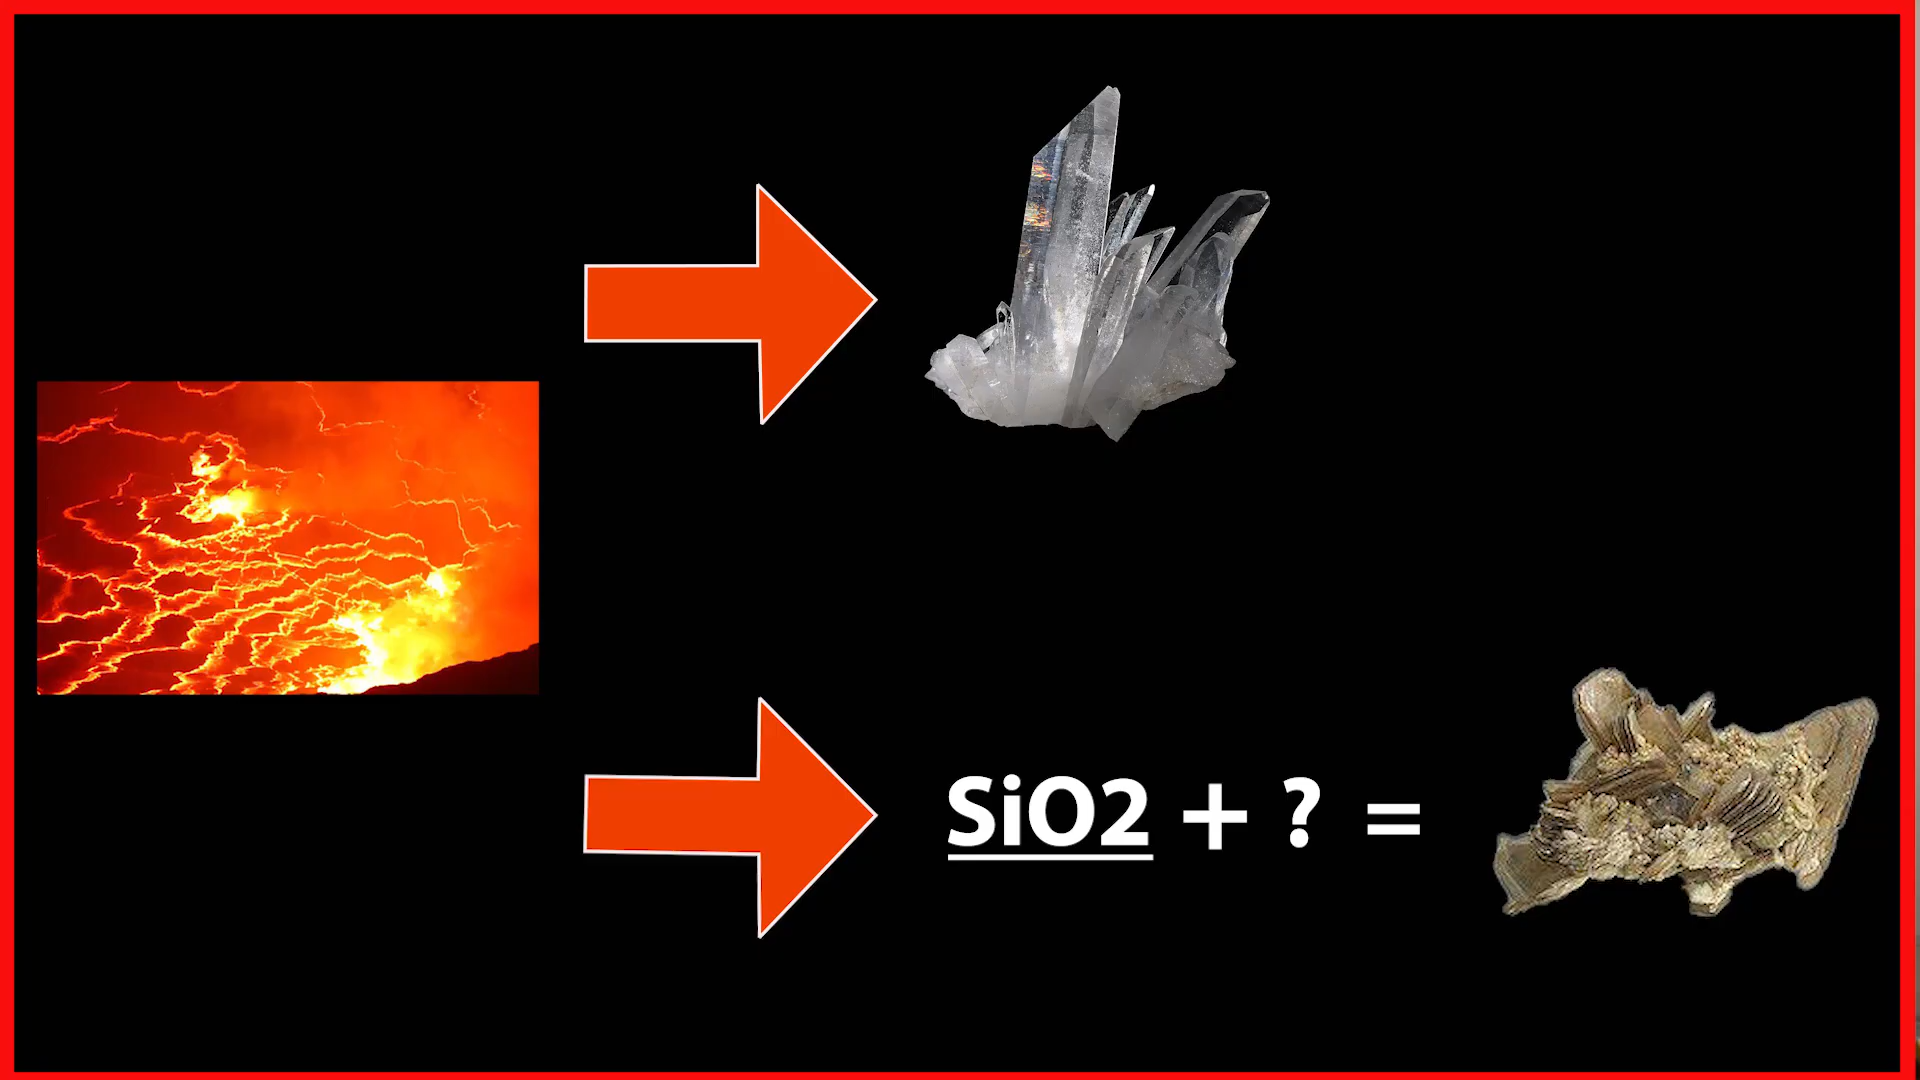 SiO2 + ? =